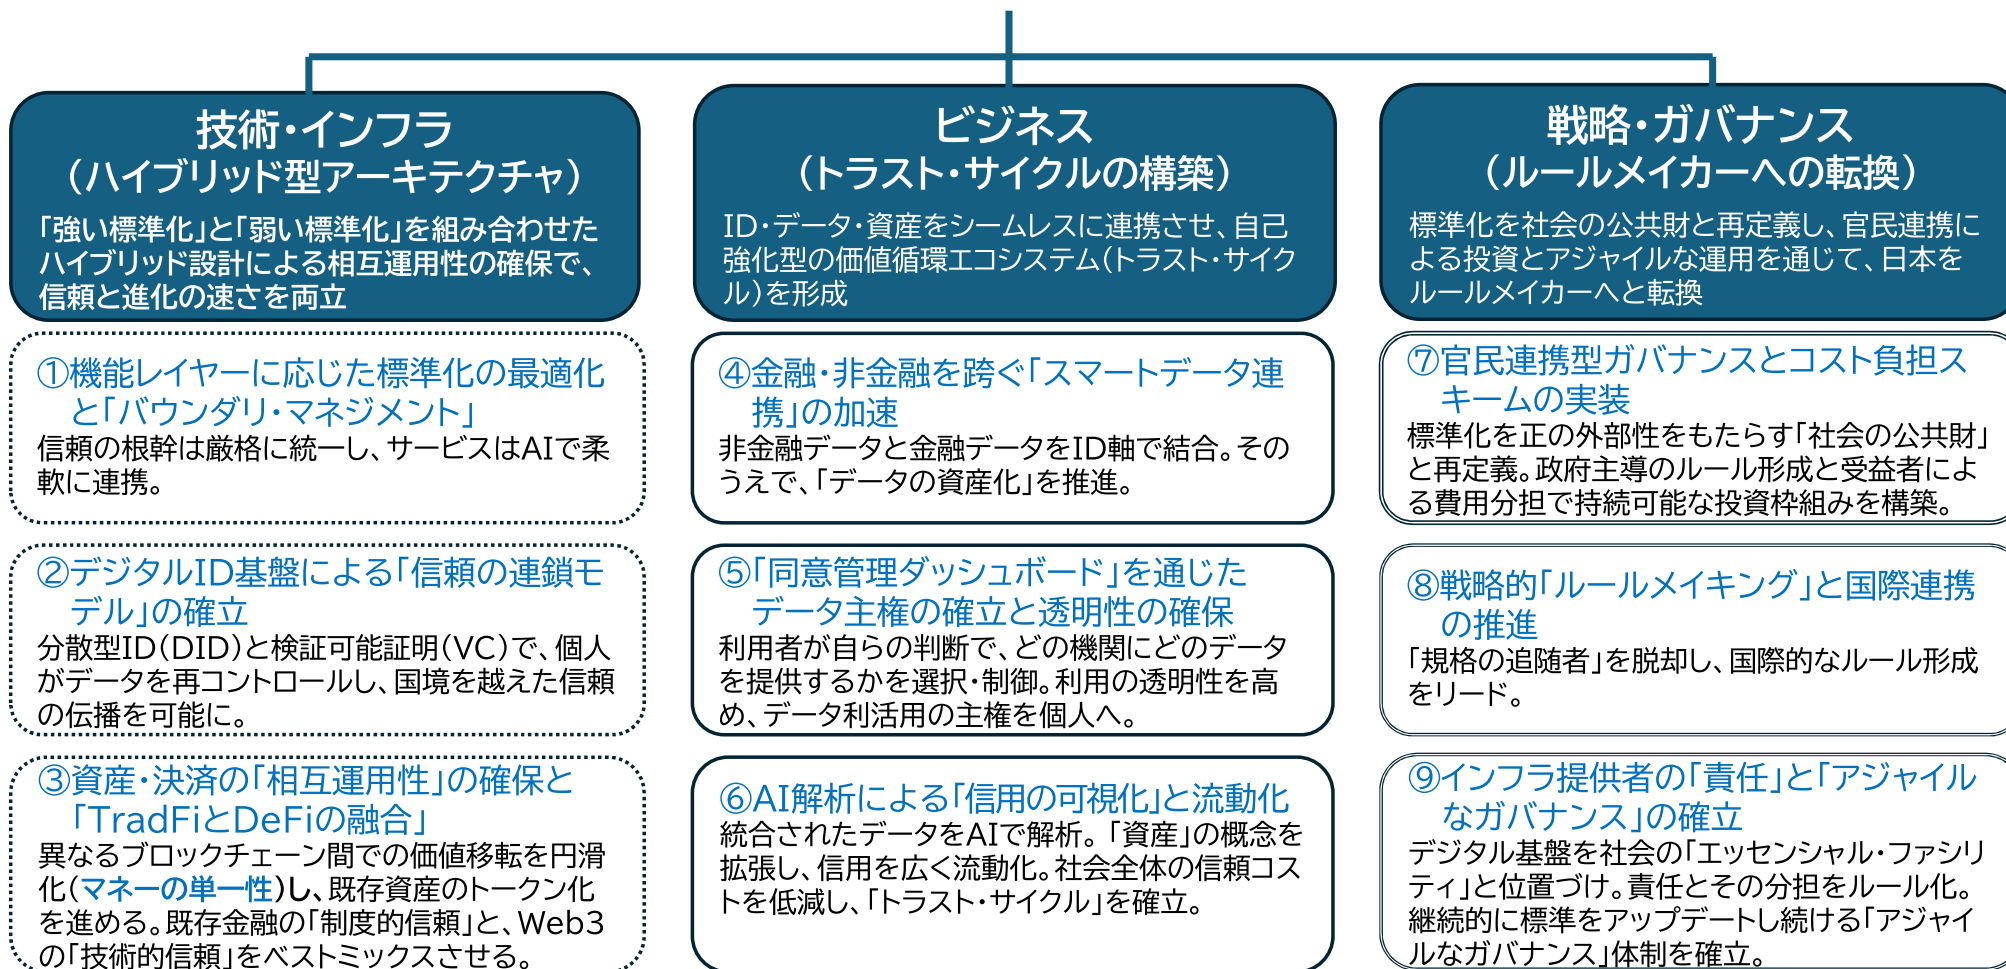 技術・インフラ
（ハイブリッド型アーキテクチャ）
「強い標準化」と「弱い標準化」を組み合わせた
ハイブリッド設計による相互運用性の確保で、
信頼と進化の速さを両立
①機能レイヤーに応じた標準化の最適化
と「バウンダリ・マネジメント」
信頼の根幹は厳格に統一し、サービスはAIで柔
軟に連携。
②デジタルID基盤による「信頼の連鎖モ
デル」の確立
分散型ID（DID）と検証可能証明（VC）で、個人
がデータを再コントロールし、国境を越えた信頼
の伝播を可能に。
③資産・決済の「相互運用性」の確保と
「TradFiとDeFiの融合」
異なるブロックチェーン間での価値移転を円滑
化（マネーの単一性）し、既存資産のトークン化
を進める。既存金融の「制度的信頼」と、Web3
の「技術的信頼」をベストミックスさせる。
ビジネス
（トラスト・サイクルの構築）
ID・データ・資産をシームレスに連携させ、自己
強化型の価値循環エコシステム（トラスト・サイク
ル）を形成
④金融・非金融を跨ぐ「スマートデータ連
携」の加速
非金融データと金融データをID軸で結合。その
うえで、「データの資産化」を推進。
⑤「同意管理ダッシュボード」を通じた
データ主権の確立と透明性の確保
利用者が自らの判断で、どの機関にどのデータ
を提供するかを選択・制御。利用の透明性を高
め、データ利活用の主権を個人へ。
⑥AI解析による「信用の可視化」と流動化
統合されたデータをAIで解析。「資産」の概念を
拡張し、信用を広く流動化。社会全体の信頼コス
トを低減し、「トラスト・サイクル」を確立。
戦略・ガバナンス
（ルールメイカーへの転換）
標準化を社会の公共財と再定義し、官民連携に
よる投資とアジャイルな運用を通じて、日本を
ルールメイカーへと転換
⑦官民連携型ガバナンスとコスト負担ス
キームの実装
標準化を正の外部性をもたらす「社会の公共財」
と再定義。政府主導のルール形成と受益者によ
る費用分担で持続可能な投資枠組みを構築。
⑧戦略的「ルールメイキング」と国際連携
の推進
「規格の追随者」を脱却し、国際的なルール形成
をリード。
⑨インフラ提供者の「責任」と「アジャイル
なガバナンス」の確立
デジタル基盤を社会の「エッセンシャル・ファシリ
ティ」と位置づけ。責任とその分担をルール化。
継続的に標準をアップデートし続ける「アジャイ
ルなガバナンス」体制を確立。